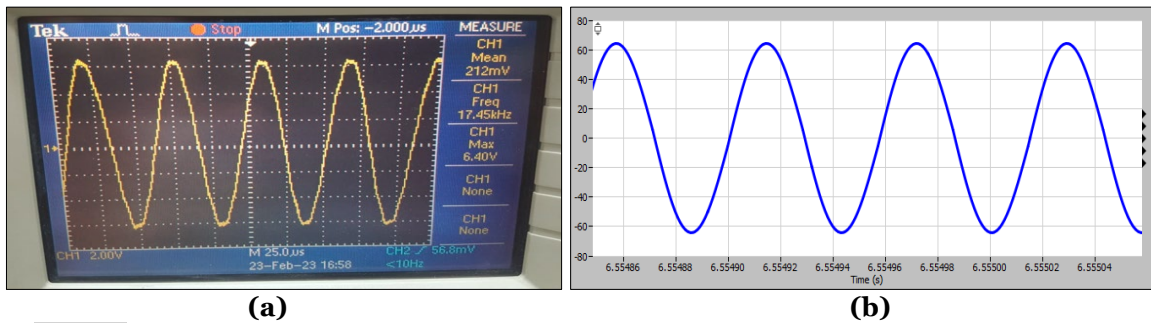 Tek Stop M Pos: -2.000µs MEASURE
CH1
Mean
212mV
CH1
Freq
17.45kHz
CH1
Max
6.40V
CH1
None
CH1
None
1
CH1 2.00V M 25.0µs CH2 56.8mV
23-Feb-23 16:58 <10Hz
(a)
80
60
40
20
0
-20
-40
-60
-80
6.55486 6.55488 6.55490 6.55492 6.55494 6.55496 6.55498 6.55500 6.55502 6.55504
Time (s)
(b)